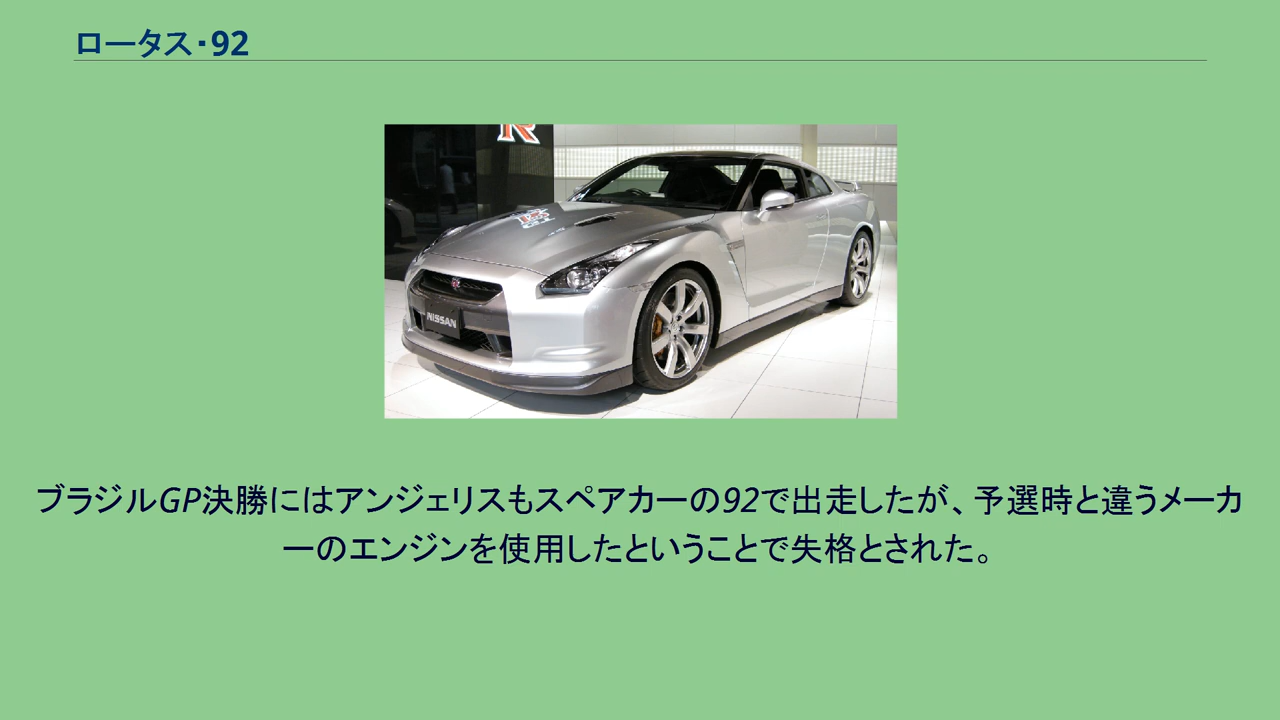 ロータス・92
R
NISSAN
ブラジルGP決勝にはアンジェリスもスペアカーの92で出走したが、予選時と違うメーカ
ーのエンジンを使用したということで失格とされた。